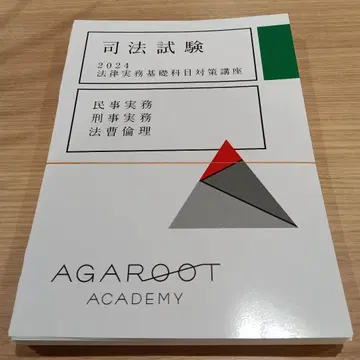 司法試験
2024
法律実務基礎科目対策講座
民事実務
刑事実務
法曹倫理
AGAROOT
ACADEMY